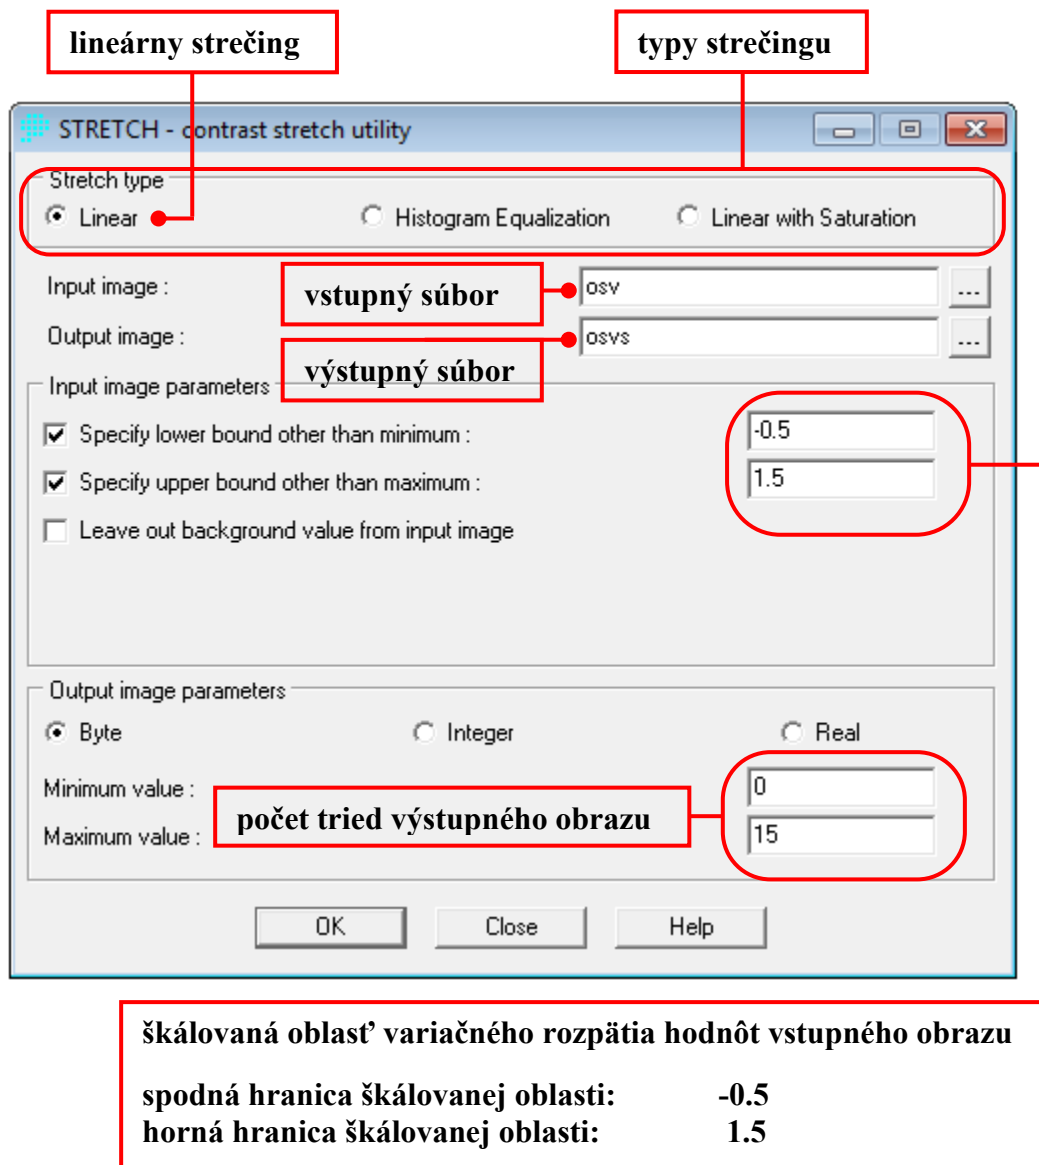 lineárny strečing
typy strečingu
STRETCH - contrast stretch utility
Stretch type
Linear
Histogram Equalization
Linear with Saturation
Input image :
vstupný súbor
osv
...
Output image :
výstupný súbor
osvs
...
Input image parameters
Specify lower bound other than minimum :
-0.5
Specify upper bound other than maximum :
1.5
Leave out background value from input image
Output image parameters
Byte
Integer
Real
Minimum value :
0
počet tried výstupného obrazu
Maximum value :
15
OK
Close
Help
škálovaná oblasť variačného rozpätia hodnôt vstupného obrazu
spodná hranica škálovanej oblasti: -0.5
horná hranica škálovanej oblasti: 1.5